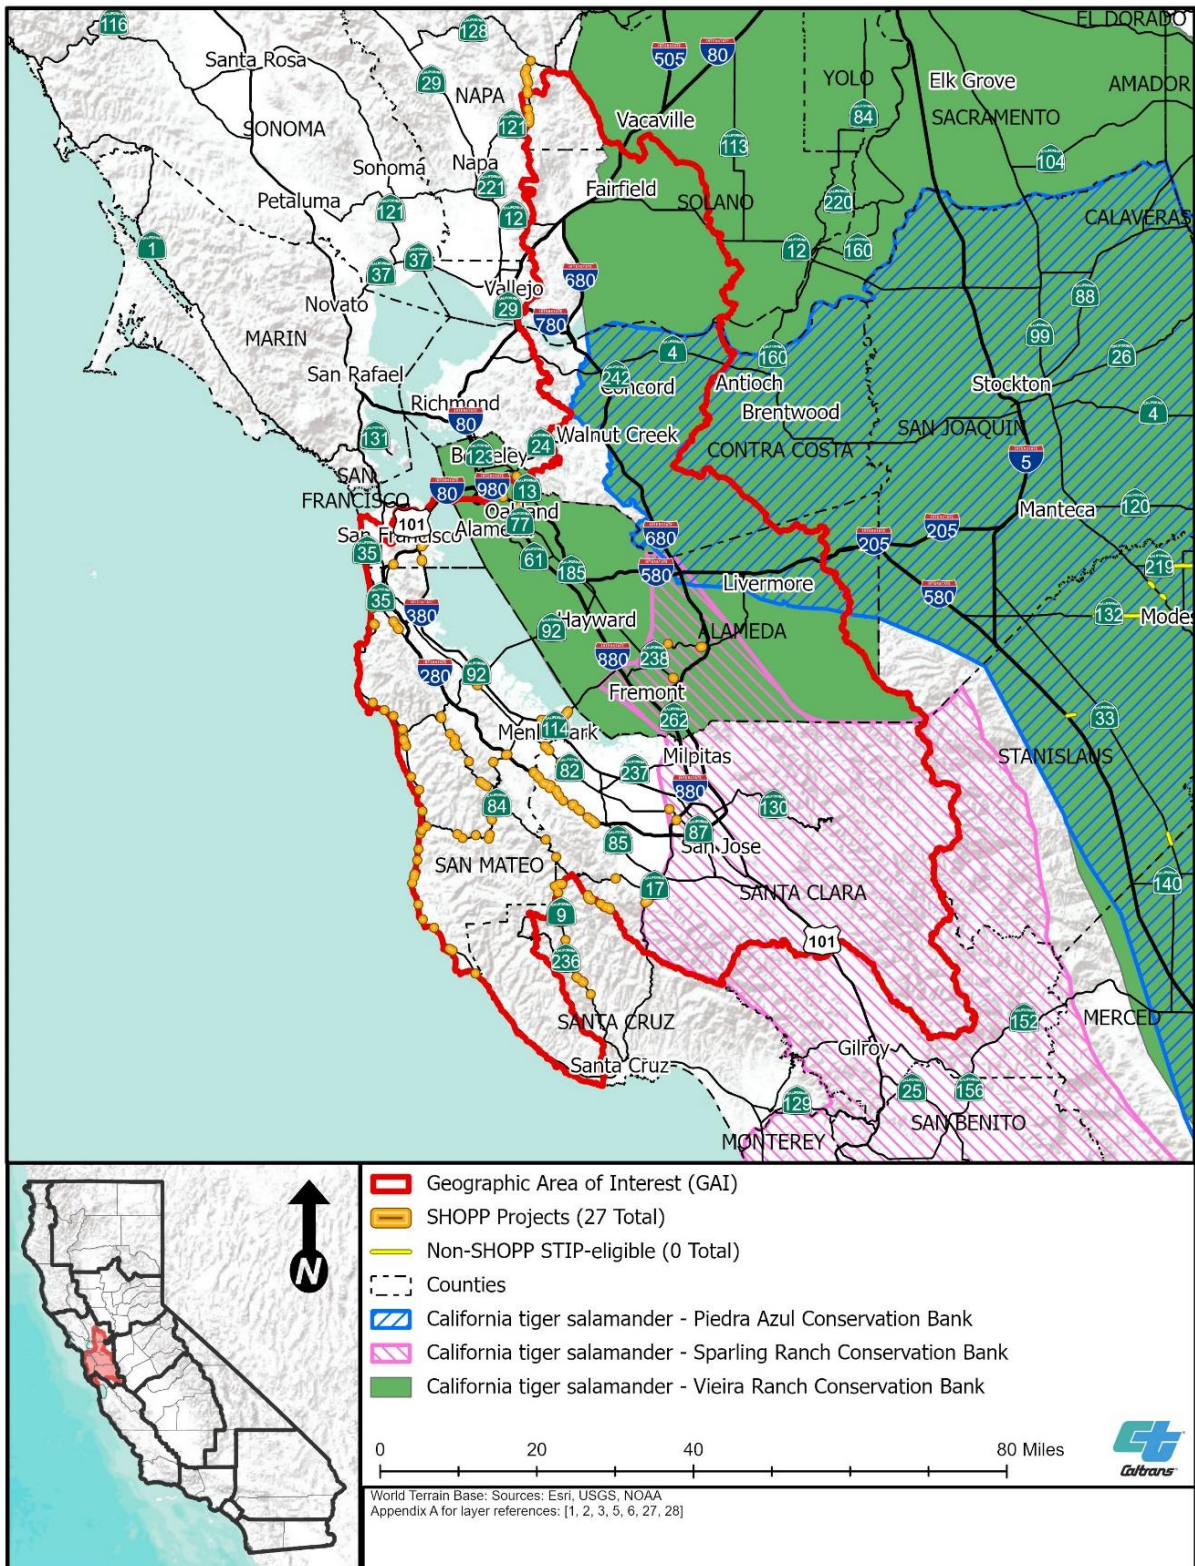 116
128
505
80
EL DORADO
Santa Rosa
29
NAPA
YOLO
Elk Grove
AMADOR
SONOMA
121
Vacaville
84
SACRAMENTO
113
104
Sonoma
Napa
221
Fairfield
Petaluma
121
12
SOLANO
220
CALAVERAS
1
37
37
12
160
680
88
Novato
Vallejo
29
780
MARIN
4
160
99
26
San Rafael
242
Concord
Antioch
Stockton
Richmond
80
Brentwood
4
131
24
Walnut Creek
CONTRA COSTA
SAN JOAQUIN
123
Berkeley
5
SAN
FRANCISCO
80
980
13
Oakland
Manteca
120
101
San Francisco
Alameda
77
35
680
205
205
61
185
580
Livermore
219
35
380
580
132
Modes
92
Hayward
ALAMEDA
880
238
280
92
Fremont
262
33
114
Menlo Park
STANISLAUS
82
237
Milpitas
880
84
130
85
87
San Jose
SAN MATEO
17
SANTA CLARA
140
9
101
236
SANTA CRUZ
152
MERCED
Gilroy
Santa Cruz
129
25
156
SAN BENITO
MONTEREY
N
Geographic Area of Interest (GAI)
SHOPP Projects (27 Total)
Non-SHOPP STIP-eligible (0 Total)
Counties
California tiger salamander - Piedra Azul Conservation Bank
California tiger salamander - Sparling Ranch Conservation Bank
California tiger salamander - Vieira Ranch Conservation Bank
0 20 40 80 Miles
Caltrans
World Terrain Base: Sources: Esri, USGS, NOAA
Appendix A for layer references: [1, 2, 3, 5, 6, 27, 28]